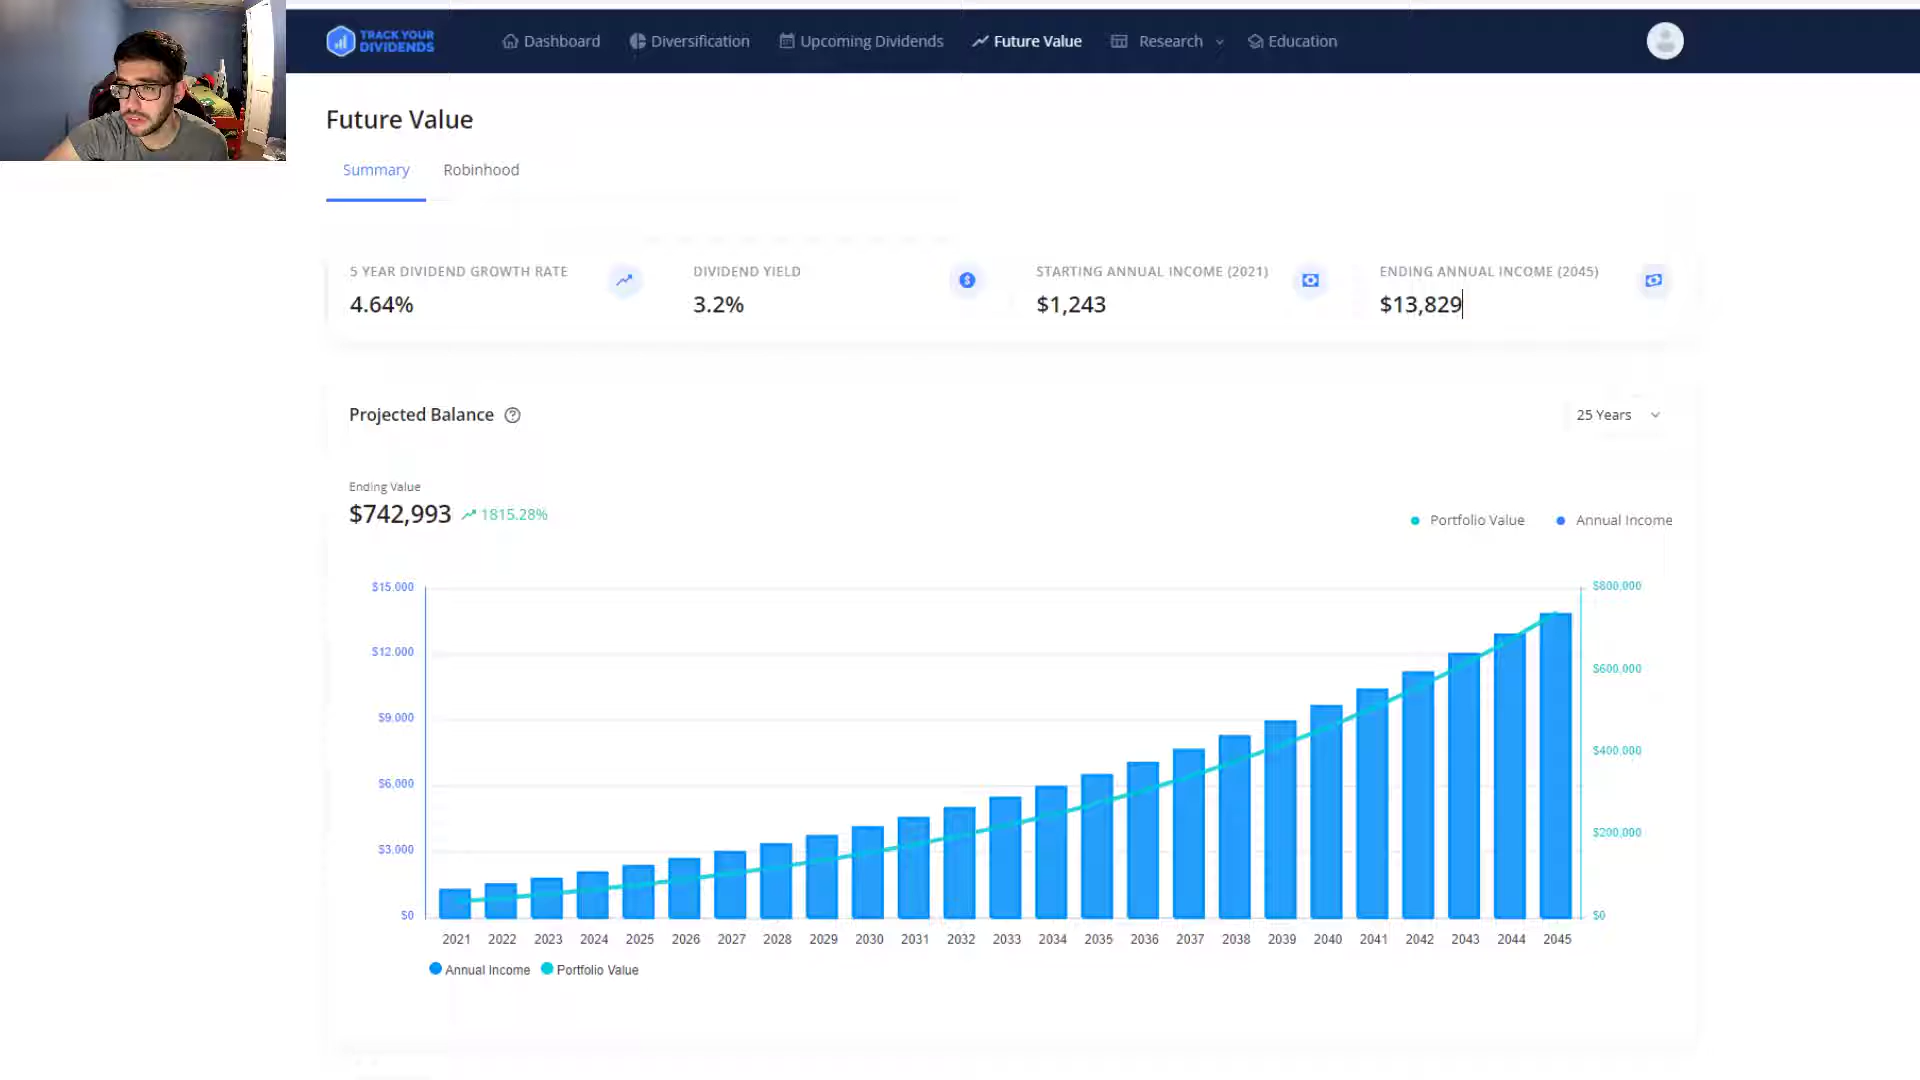 TRACK YOUR
DIVIDENDS
Dashboard
Diversification
Upcoming Dividends
Future Value
Research
Education
Future Value
Summary
Robinhood
5 YEAR DIVIDEND GROWTH RATE
4.64%
DIVIDEND YIELD
3.2%
STARTING ANNUAL INCOME (2021)
$1,243
ENDING ANNUAL INCOME (2045)
$13,829
Projected Balance
25 Years
Ending Value
$742,993 1815.28%
Portfolio Value
Annual Income
$15,000
$12,000
$9,000
$6,000
$3,000
$0
$800,000
$600,000
$400,000
$200,000
$0
2021 2022 2023 2024 2025 2026 2027 2028 2029 2030 2031 2032 2033 2034 2035 2036 2037 2038 2039 2040 2041 2042 2043 2044 2045
Annual Income Portfolio Value